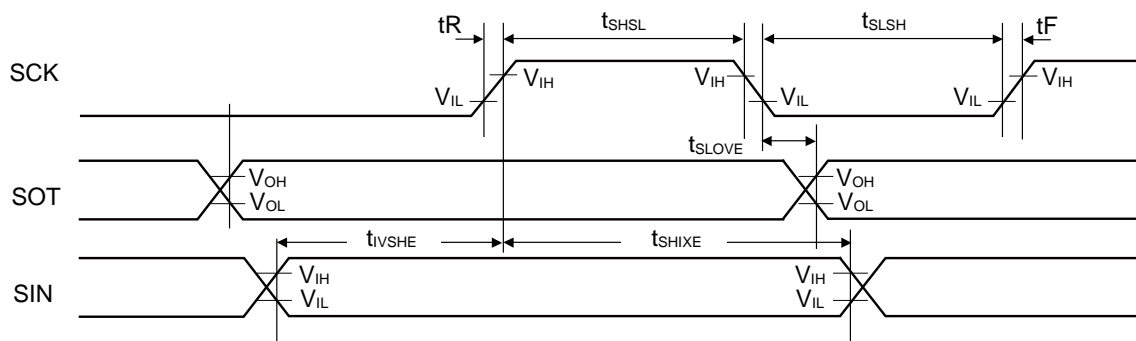 tR tSHSL tSLSH tF
SCK
VIH VIH VIH
VIL VIL VIL
tSLOVE
SOT
VOH VOH
VOL VOL
tIVSHE tSHIXE
SIN
VIH VIH
VIL VIL